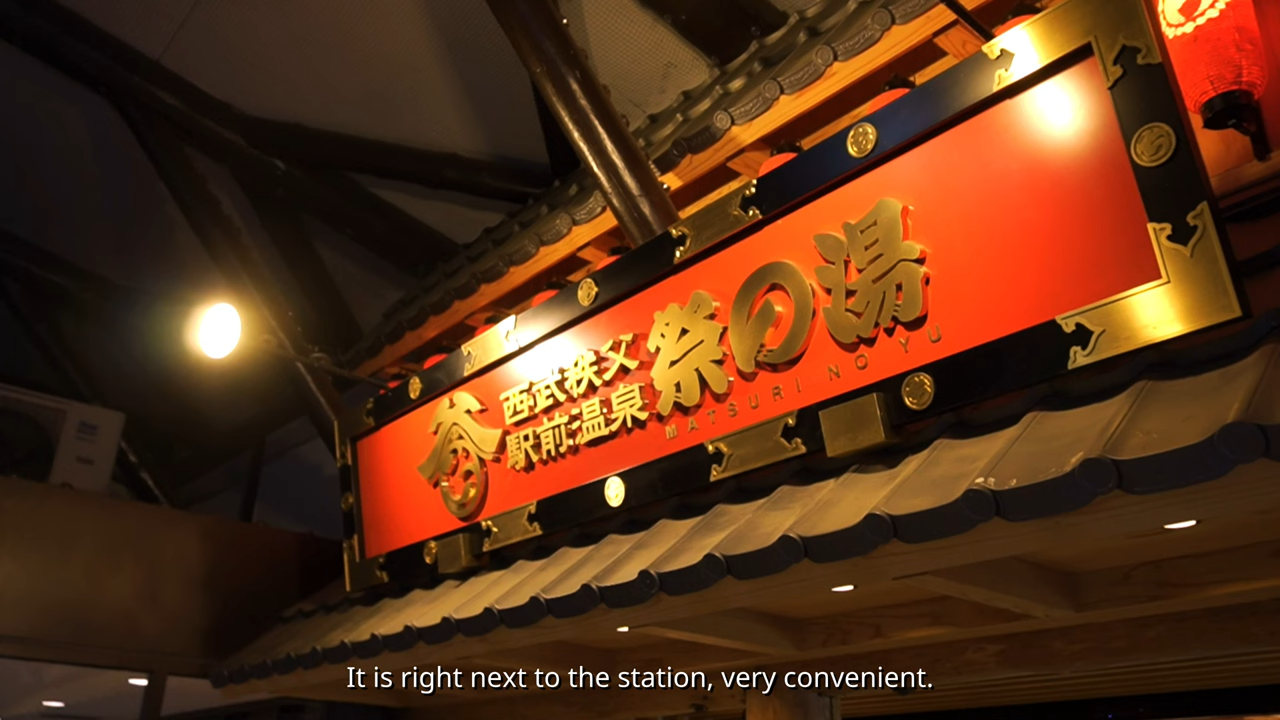 西武秩父
駅前温泉
祭の湯
MATSURI NO YU
It is right next to the station, very convenient.